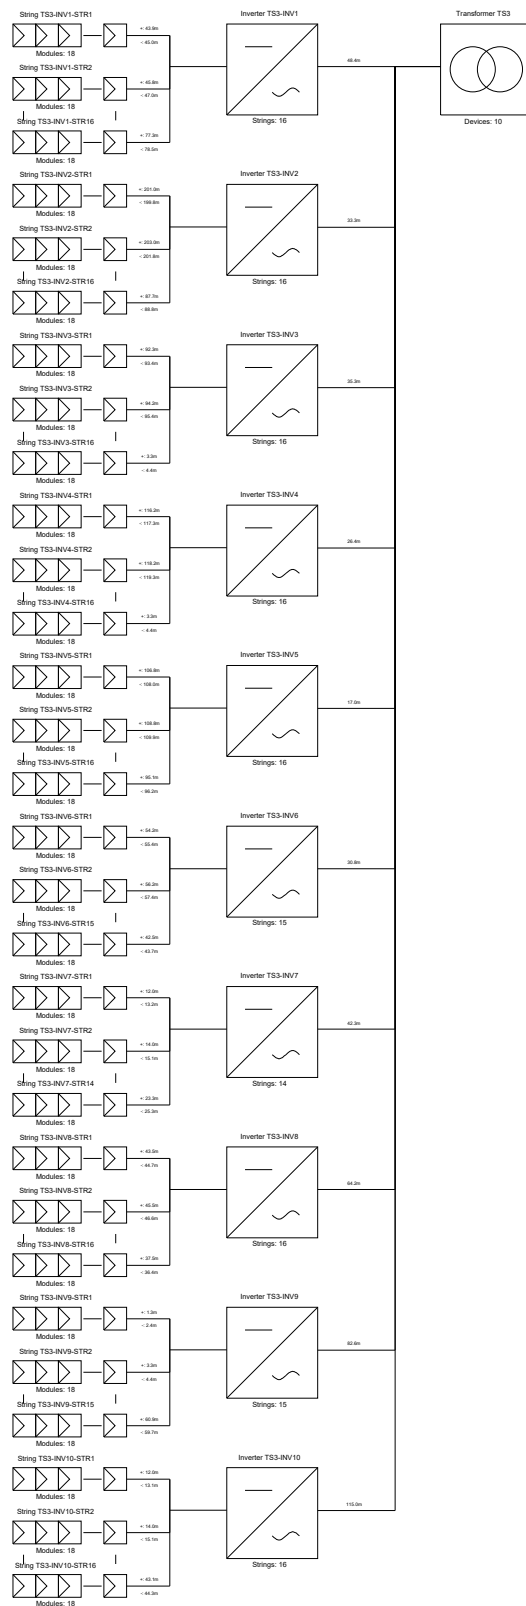 String TS3-INV1-STR1
Inverter TS3-INV1
Transformer TS3
+: 43.9m
-: 45.0m
Modules: 18
String TS3-INV1-STR2
+: 45.8m
-: 47.0m
48.4m
Modules: 18
String TS3-INV1-STR16
+: 77.3m
-: 78.5m
Modules: 18
Strings: 16
Devices: 10
String TS3-INV2-STR1
Inverter TS3-INV2
+: 201.0m
-: 199.8m
Modules: 18
String TS3-INV2-STR2
+: 203.0m
-: 201.8m
33.3m
Modules: 18
String TS3-INV2-STR16
+: 87.7m
-: 88.8m
Modules: 18
Strings: 16
String TS3-INV3-STR1
Inverter TS3-INV3
+: 92.3m
-: 93.4m
Modules: 18
String TS3-INV3-STR2
+: 94.2m
-: 95.4m
35.3m
Modules: 18
String TS3-INV3-STR16
+: 3.3m
-: 4.4m
Modules: 18
Strings: 16
String TS3-INV4-STR1
Inverter TS3-INV4
+: 116.2m
-: 117.3m
Modules: 18
String TS3-INV4-STR2
+: 118.2m
-: 119.3m
26.4m
Modules: 18
String TS3-INV4-STR16
+: 3.3m
-: 4.4m
Modules: 18
Strings: 16
String TS3-INV5-STR1
Inverter TS3-INV5
+: 106.8m
-: 108.0m
Modules: 18
String TS3-INV5-STR2
+: 108.8m
-: 109.9m
17.0m
Modules: 18
String TS3-INV5-STR16
+: 95.1m
-: 96.2m
Modules: 18
Strings: 16
String TS3-INV6-STR1
Inverter TS3-INV6
+: 54.2m
-: 55.4m
Modules: 18
String TS3-INV6-STR2
+: 56.2m
-: 57.4m
30.8m
Modules: 18
String TS3-INV6-STR15
+: 42.5m
-: 43.7m
Modules: 18
Strings: 15
String TS3-INV7-STR1
Inverter TS3-INV7
+: 12.0m
-: 13.2m
Modules: 18
String TS3-INV7-STR2
+: 14.0m
-: 15.1m
42.3m
Modules: 18
String TS3-INV7-STR14
+: 23.3m
-: 25.3m
Modules: 18
Strings: 14
String TS3-INV8-STR1
Inverter TS3-INV8
+: 43.5m
-: 44.7m
Modules: 18
String TS3-INV8-STR2
+: 45.5m
-: 46.6m
64.2m
Modules: 18
String TS3-INV8-STR16
+: 37.5m
-: 36.4m
Modules: 18
Strings: 16
String TS3-INV9-STR1
Inverter TS3-INV9
+: 1.3m
-: 2.4m
Modules: 18
String TS3-INV9-STR2
+: 3.3m
-: 4.4m
82.6m
Modules: 18
String TS3-INV9-STR15
+: 60.9m
-: 59.7m
Modules: 18
Strings: 15
String TS3-INV10-STR1
Inverter TS3-INV10
+: 12.0m
-: 13.1m
Modules: 18
String TS3-INV10-STR2
+: 14.0m
-: 15.1m
115.0m
Modules: 18
String TS3-INV10-STR16
+: 43.1m
-: 44.3m
Modules: 18
Strings: 16